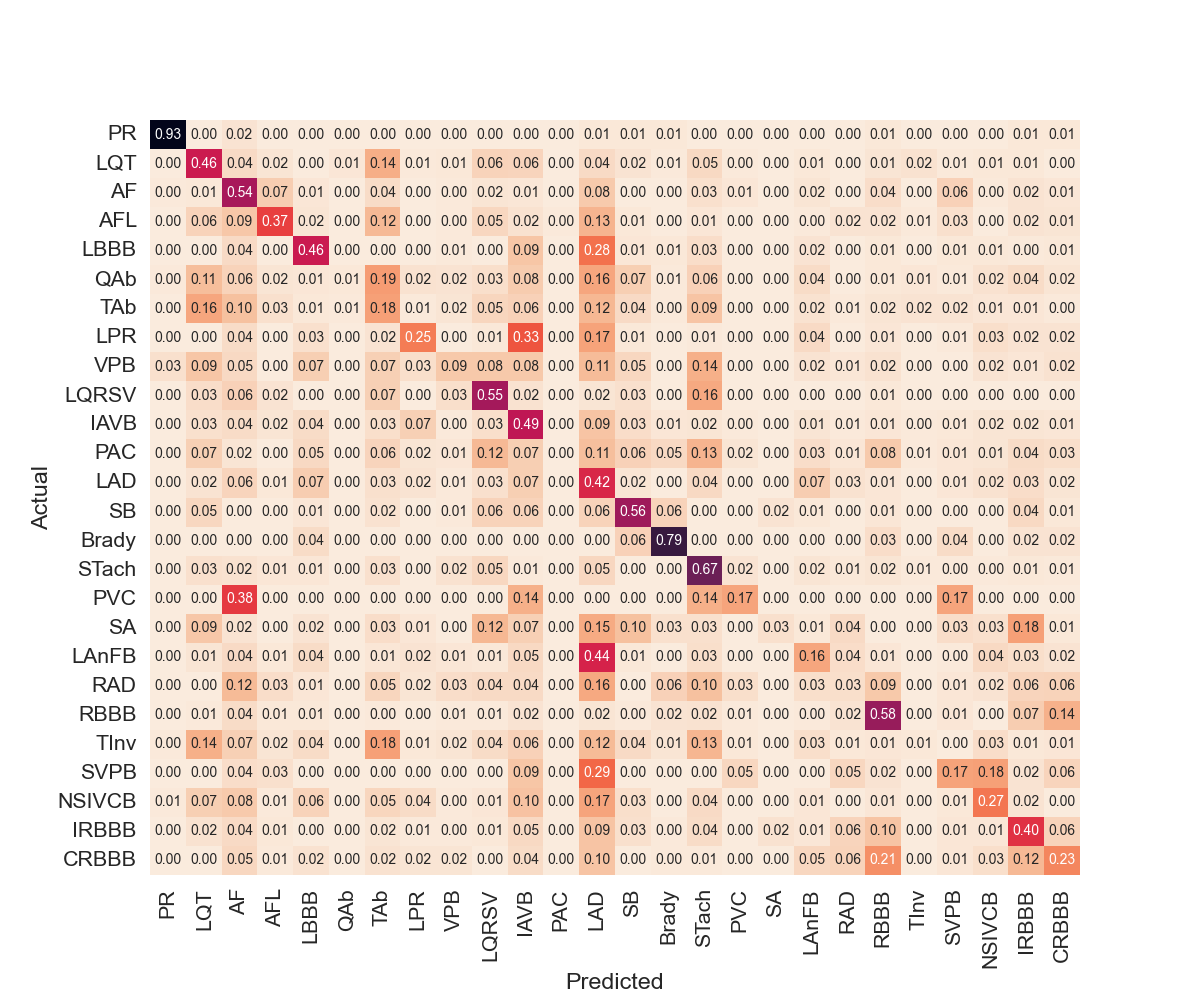 PR 0.93 0.00 0.02 0.00 0.00 0.00 0.00 0.00 0.00 0.00 0.00 0.00 0.01 0.01 0.01 0.00 0.00 0.00 0.00 0.00 0.01 0.00 0.00 0.00 0.01 0.01
LQT 0.00 0.46 0.04 0.02 0.00 0.01 0.14 0.01 0.01 0.06 0.06 0.00 0.04 0.02 0.01 0.05 0.00 0.00 0.01 0.00 0.01 0.02 0.00 0.01 0.01 0.00
AF 0.00 0.01 0.54 0.07 0.01 0.00 0.04 0.00 0.00 0.02 0.01 0.00 0.08 0.00 0.00 0.03 0.01 0.00 0.02 0.00 0.04 0.00 0.06 0.00 0.02 0.01
AFL 0.00 0.06 0.09 0.37 0.02 0.00 0.12 0.00 0.00 0.05 0.02 0.00 0.13 0.01 0.00 0.01 0.00 0.00 0.00 0.02 0.02 0.01 0.03 0.00 0.02 0.01
LBBB 0.00 0.00 0.04 0.00 0.46 0.00 0.00 0.00 0.01 0.00 0.09 0.00 0.28 0.01 0.01 0.03 0.00 0.00 0.01 0.00 0.00 0.00 0.01 0.01 0.00 0.01
QAb 0.00 0.11 0.06 0.02 0.01 0.01 0.19 0.02 0.02 0.03 0.08 0.00 0.16 0.07 0.01 0.06 0.00 0.00 0.04 0.00 0.01 0.01 0.01 0.02 0.04 0.02
TAb 0.00 0.16 0.10 0.03 0.01 0.01 0.18 0.01 0.02 0.05 0.06 0.00 0.12 0.04 0.00 0.09 0.00 0.00 0.02 0.01 0.02 0.02 0.02 0.01 0.01 0.00
LPR 0.00 0.00 0.04 0.00 0.03 0.00 0.02 0.25 0.00 0.01 0.33 0.00 0.17 0.01 0.00 0.01 0.00 0.00 0.04 0.00 0.01 0.00 0.00 0.03 0.02 0.02
VPB 0.03 0.09 0.05 0.00 0.07 0.00 0.07 0.03 0.09 0.08 0.08 0.00 0.11 0.05 0.00 0.14 0.00 0.00 0.02 0.01 0.02 0.00 0.00 0.02 0.01 0.02
LQRSV 0.00 0.03 0.06 0.02 0.00 0.00 0.07 0.00 0.03 0.55 0.02 0.00 0.02 0.03 0.00 0.16 0.00 0.00 0.00 0.00 0.01 0.00 0.00 0.00 0.00 0.00
IAVB 0.00 0.03 0.04 0.02 0.04 0.00 0.03 0.07 0.00 0.03 0.49 0.00 0.09 0.03 0.01 0.02 0.00 0.00 0.01 0.01 0.01 0.00 0.01 0.02 0.02 0.01
PAC 0.00 0.07 0.02 0.00 0.05 0.00 0.06 0.02 0.01 0.12 0.07 0.00 0.11 0.06 0.05 0.13 0.02 0.00 0.03 0.01 0.08 0.01 0.01 0.01 0.04 0.03
LAD 0.00 0.02 0.06 0.01 0.07 0.00 0.03 0.02 0.01 0.03 0.07 0.00 0.42 0.02 0.00 0.04 0.00 0.00 0.07 0.03 0.01 0.00 0.01 0.02 0.03 0.02
SB 0.00 0.05 0.00 0.00 0.01 0.00 0.02 0.00 0.01 0.06 0.06 0.00 0.06 0.56 0.06 0.00 0.00 0.02 0.01 0.01 0.00 0.00 0.01 0.00 0.04 0.01
Brady 0.00 0.00 0.00 0.00 0.04 0.00 0.00 0.00 0.00 0.00 0.00 0.00 0.00 0.06 0.79 0.00 0.00 0.00 0.00 0.00 0.03 0.00 0.04 0.00 0.02 0.02
STach 0.00 0.03 0.02 0.01 0.01 0.00 0.03 0.00 0.02 0.05 0.01 0.00 0.05 0.00 0.00 0.67 0.02 0.00 0.02 0.01 0.02 0.01 0.00 0.00 0.01 0.01
PVC 0.00 0.00 0.38 0.00 0.00 0.00 0.00 0.00 0.00 0.00 0.14 0.00 0.00 0.00 0.00 0.14 0.17 0.00 0.00 0.00 0.00 0.00 0.17 0.00 0.00 0.00
SA 0.00 0.09 0.02 0.00 0.02 0.00 0.03 0.01 0.00 0.12 0.07 0.00 0.15 0.10 0.03 0.03 0.00 0.03 0.01 0.04 0.00 0.00 0.03 0.03 0.18 0.01
LAnFB 0.00 0.01 0.04 0.01 0.04 0.00 0.01 0.02 0.01 0.01 0.05 0.00 0.44 0.01 0.00 0.03 0.00 0.00 0.16 0.04 0.01 0.00 0.00 0.04 0.03 0.02
RAD 0.00 0.00 0.12 0.03 0.01 0.00 0.05 0.02 0.03 0.04 0.04 0.00 0.16 0.00 0.06 0.10 0.03 0.00 0.03 0.03 0.09 0.00 0.01 0.02 0.06 0.06
RBBB 0.00 0.01 0.04 0.01 0.01 0.00 0.00 0.00 0.01 0.01 0.02 0.00 0.02 0.00 0.02 0.02 0.01 0.00 0.00 0.02 0.58 0.00 0.01 0.00 0.07 0.14
TInv 0.00 0.14 0.07 0.02 0.04 0.00 0.18 0.01 0.02 0.04 0.06 0.00 0.12 0.04 0.01 0.13 0.01 0.00 0.03 0.01 0.01 0.01 0.00 0.03 0.01 0.01
SVPB 0.00 0.00 0.04 0.03 0.00 0.00 0.00 0.00 0.00 0.00 0.09 0.00 0.29 0.00 0.00 0.00 0.05 0.00 0.00 0.05 0.02 0.00 0.17 0.18 0.02 0.06
NSIVCB 0.01 0.07 0.08 0.01 0.06 0.00 0.05 0.04 0.00 0.01 0.10 0.00 0.17 0.03 0.00 0.04 0.00 0.00 0.01 0.00 0.01 0.00 0.01 0.27 0.02 0.00
IRBBB 0.00 0.02 0.04 0.01 0.00 0.00 0.02 0.01 0.00 0.01 0.05 0.00 0.09 0.03 0.00 0.04 0.00 0.02 0.01 0.06 0.10 0.00 0.01 0.01 0.40 0.06
CRBBB 0.00 0.00 0.05 0.01 0.02 0.00 0.02 0.02 0.02 0.00 0.04 0.00 0.10 0.00 0.00 0.01 0.00 0.00 0.05 0.06 0.21 0.00 0.01 0.03 0.12 0.23
PR LQT AF AFL LBBB QAb TAb LPR VPB LQRSV IAVB PAC LAD SB Brady STach PVC SA LAnFB RAD RBBB TInv SVPB NSIVCB IRBBB CRBBB
Predicted
Actual